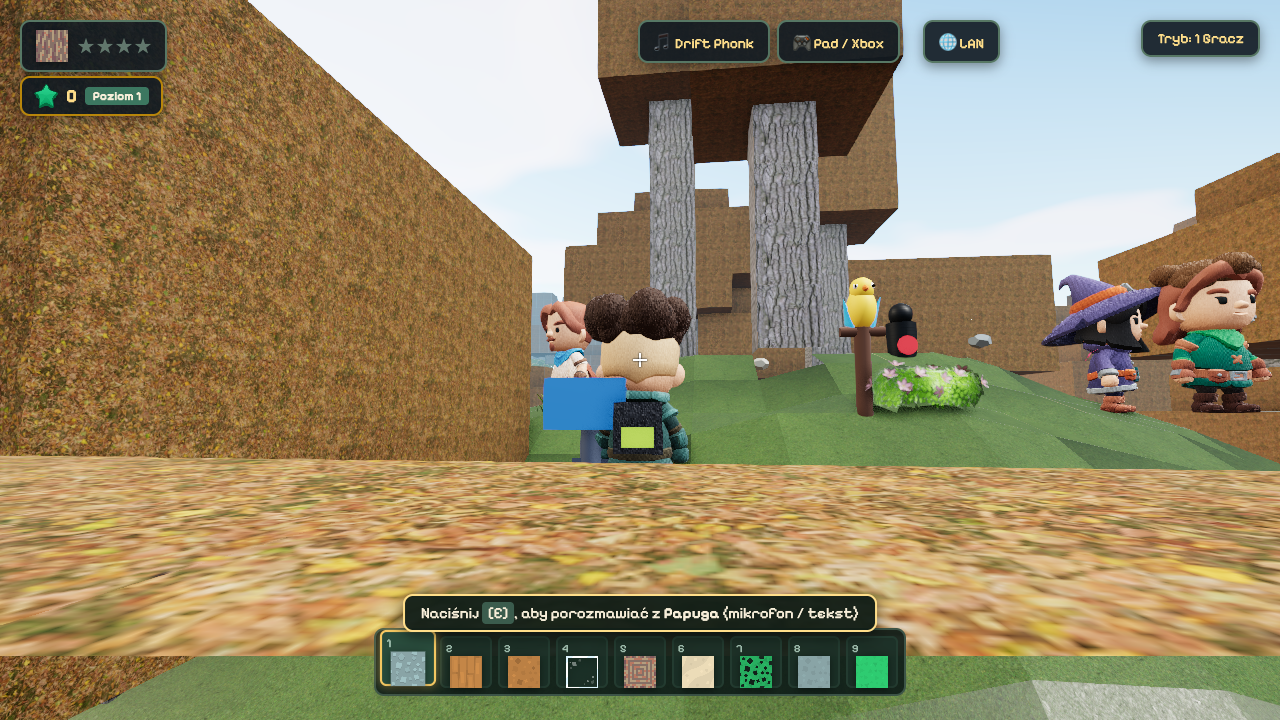 0
Poziom 1
Drift Phonk
Pad / Xbox
LAN
Tryb: 1 Gracz
Naciśnij [E], aby porozmawiać z Papuga (mikrofon / tekst)
1 2 3 4 5 6 7 8 9